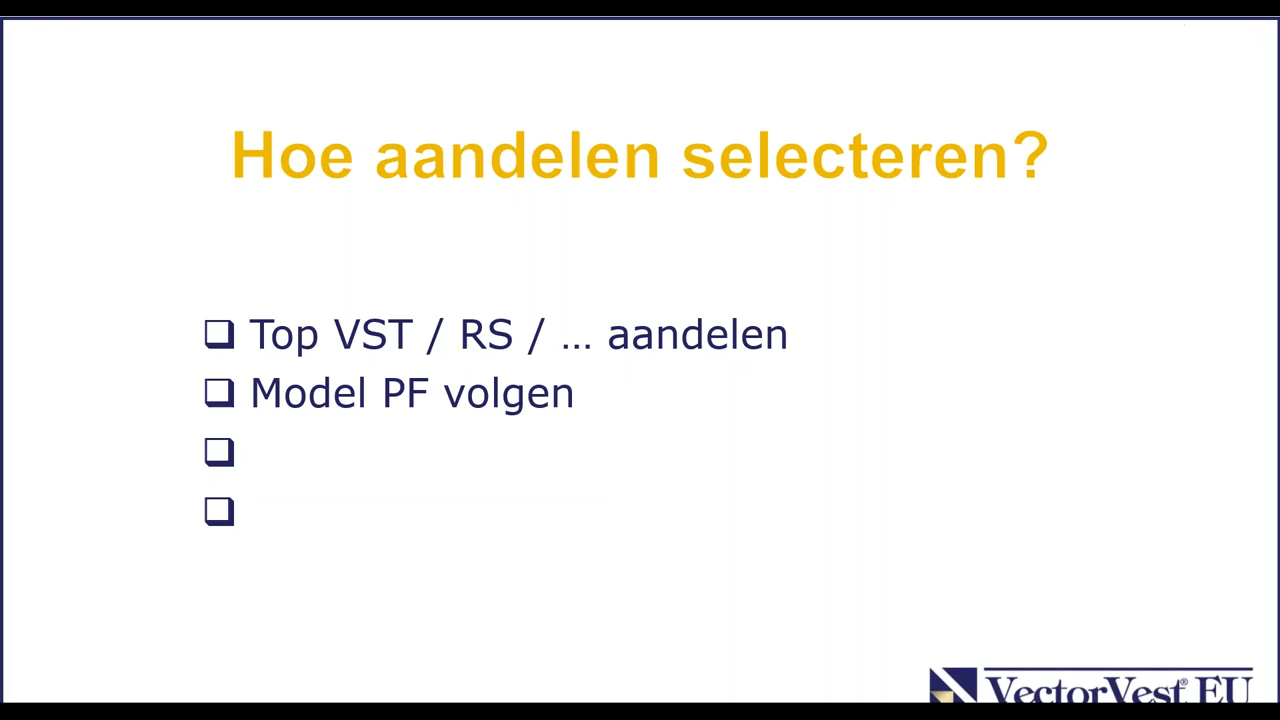 Hoe aandelen selecteren?
Top VST / RS / … aandelen
Model PF volgen
VectorVest® EU